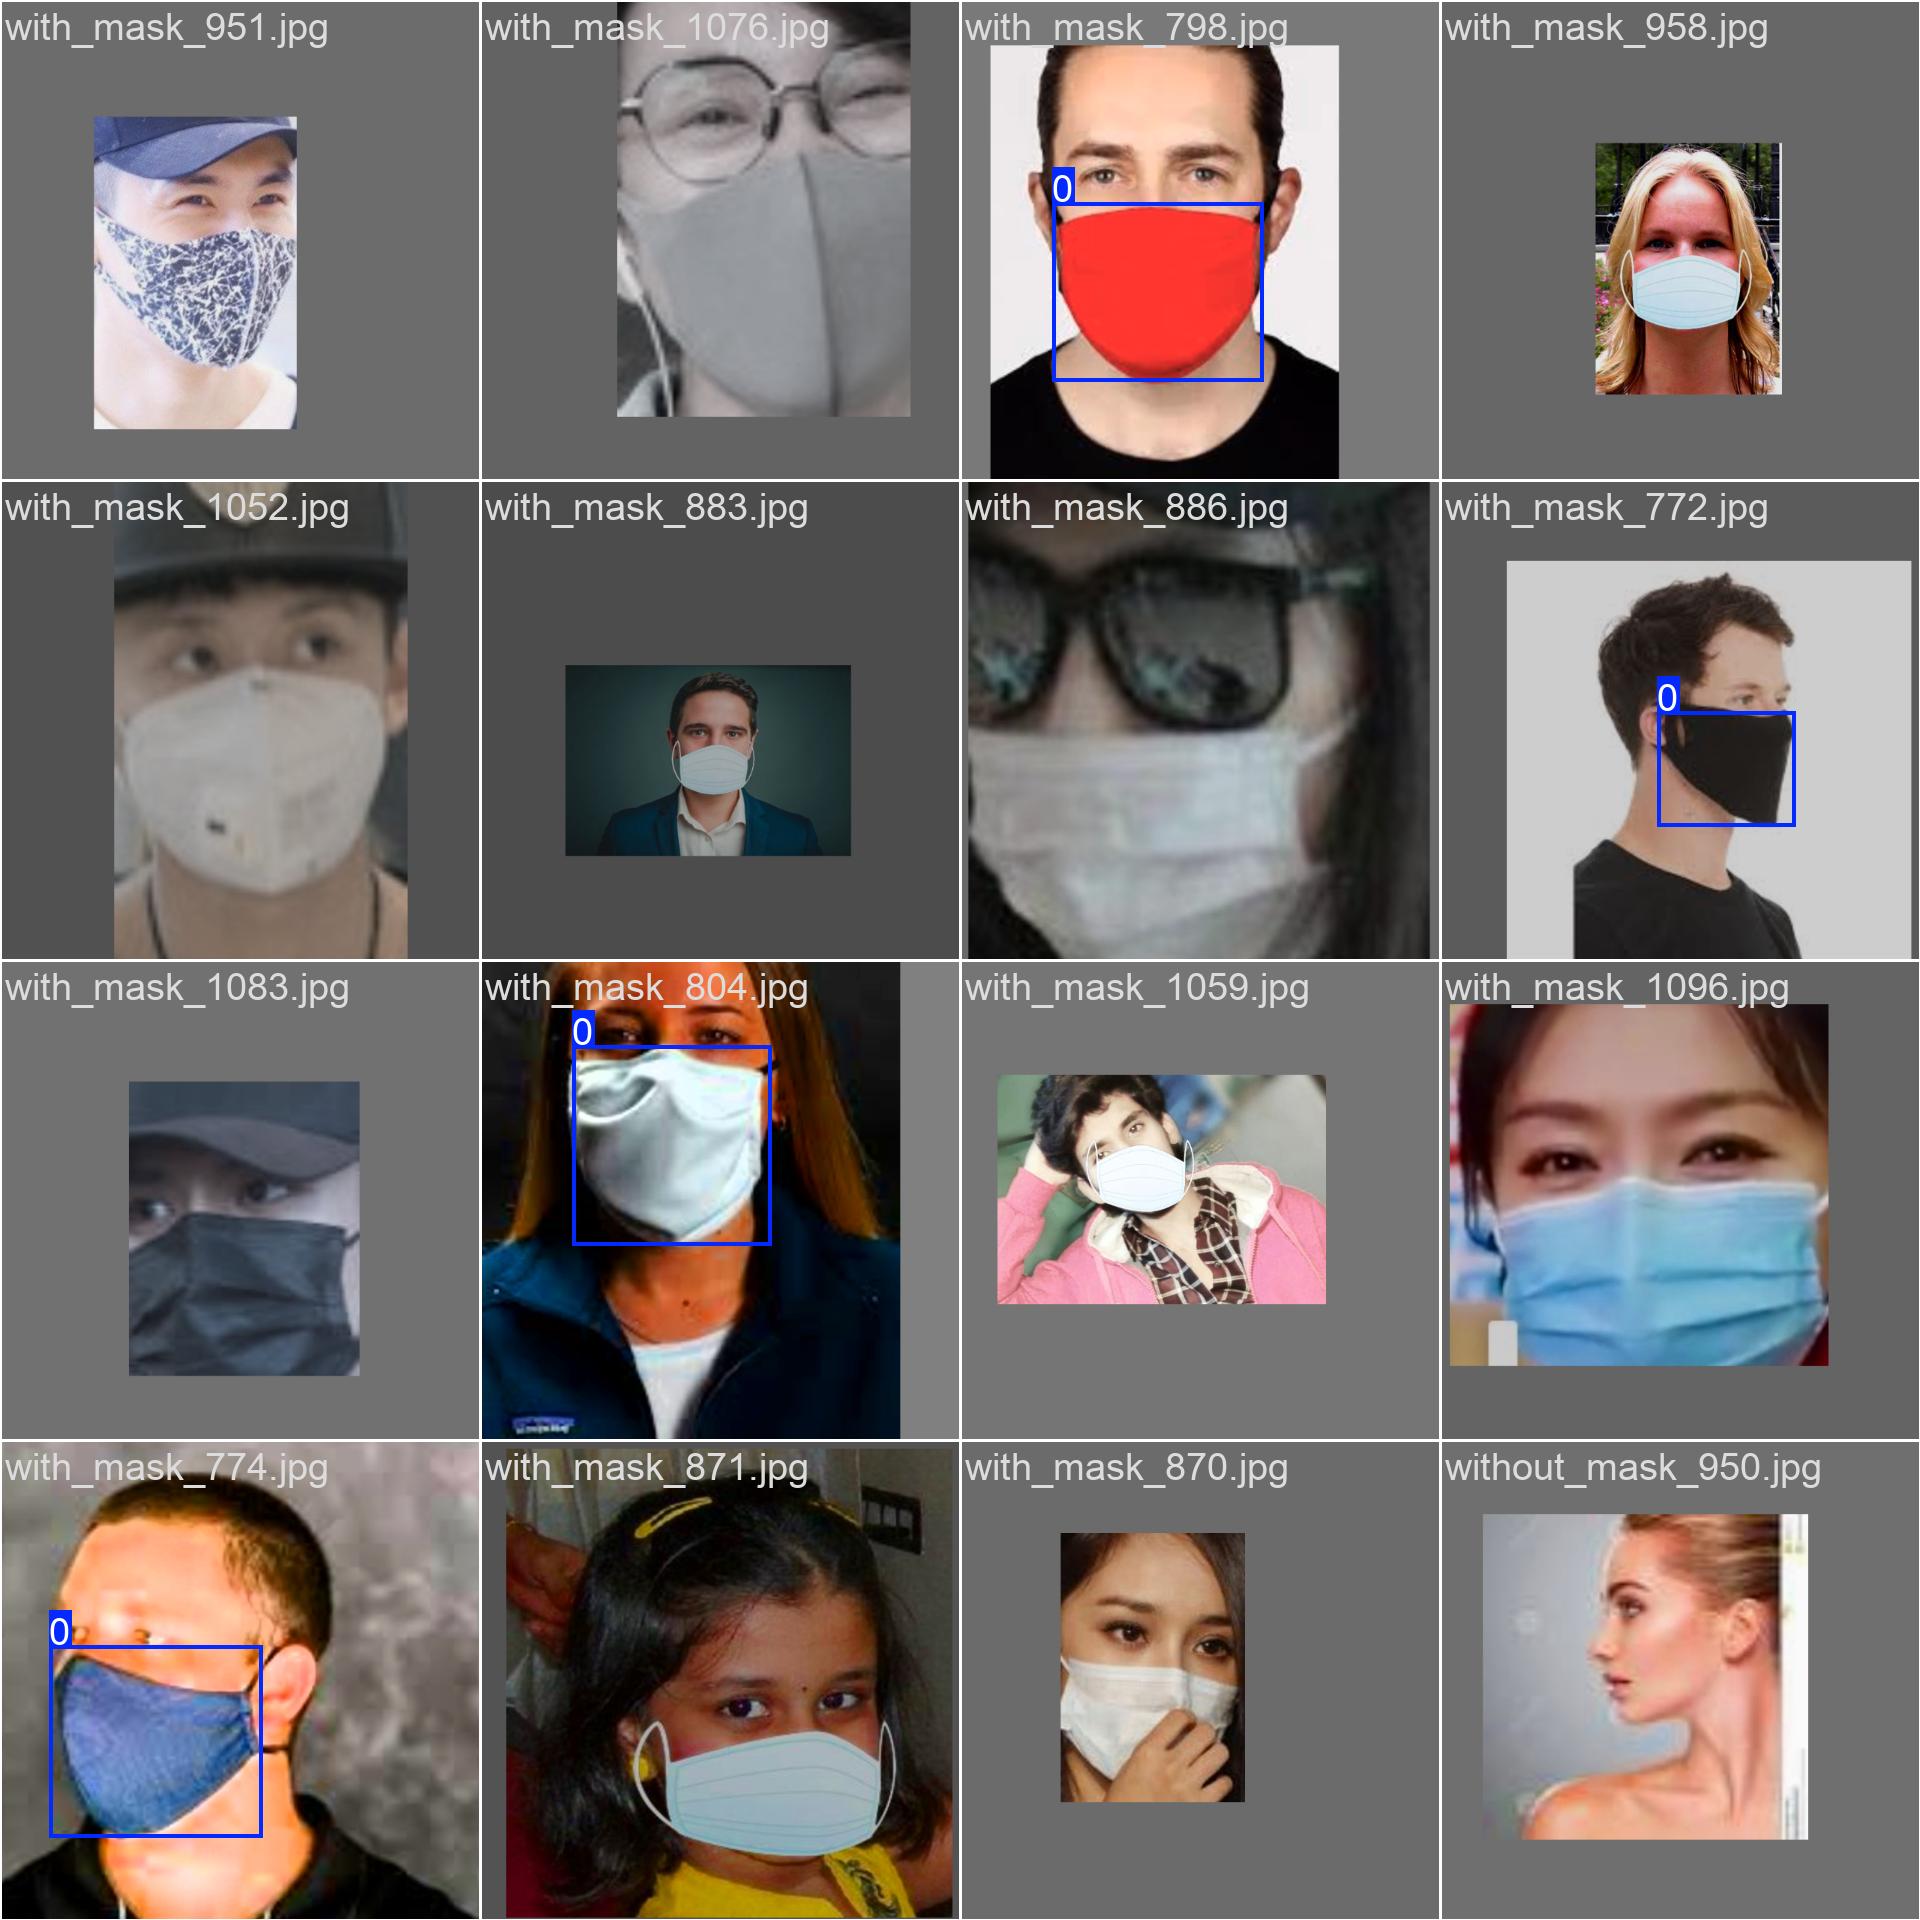 with_mask_951.jpg
with_mask_1076.jpg
with_mask_798.jpg
0
with_mask_958.jpg
with_mask_1052.jpg
with_mask_883.jpg
with_mask_886.jpg
with_mask_772.jpg
0
with_mask_1083.jpg
with_mask_804.jpg
0
with_mask_1059.jpg
with_mask_1096.jpg
with_mask_774.jpg
0
with_mask_871.jpg
with_mask_870.jpg
without_mask_950.jpg